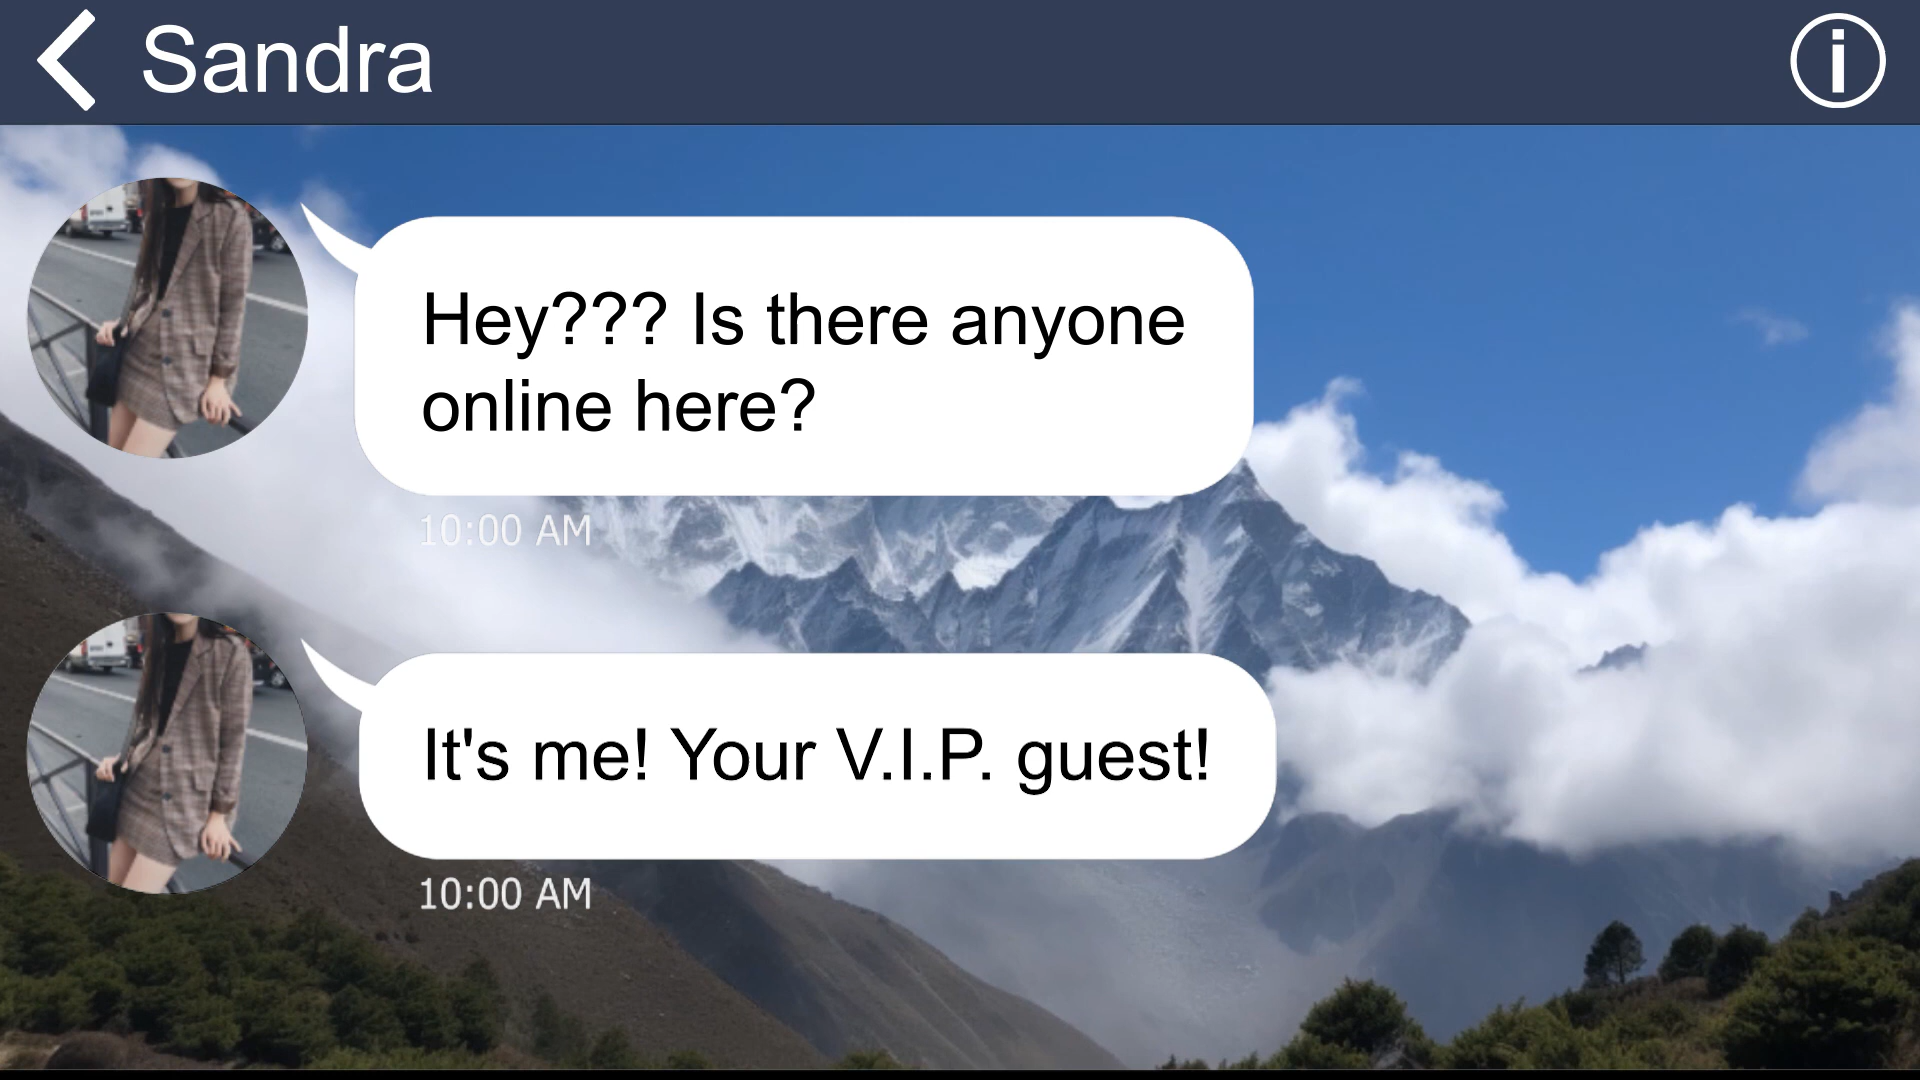 Sandra
Hey??? Is there anyone
online here?
10:00 AM
It's me! Your V.I.P. guest!
10:00 AM